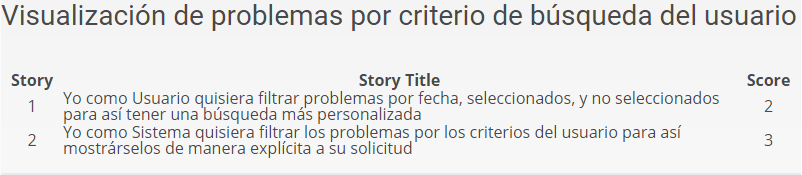 Visualización de problemas por criterio de búsqueda del usuario
Story Story Title Score
1 Yo como Usuario quisiera filtrar problemas por fecha, seleccionados, y no seleccionados 2
para así tener una búsqueda más personalizada
2 Yo como Sistema quisiera filtrar los problemas por los criterios del usuario para así 3
mostrárselos de manera explícita a su solicitud